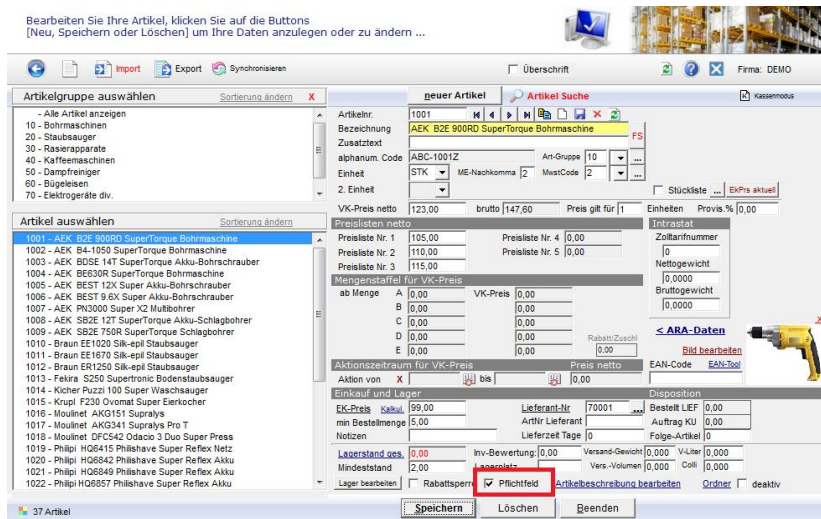 Bearbeiten Sie Ihre Artikel, klicken Sie auf die Buttons
[Neu, Speichern oder Löschen] um Ihre Daten anzulegen oder zu ändern ...
Import Export Synchronisieren Überschrift Firma: DEMO
Artikelgruppe auswählen Sortierung ändern X
- Alle Artikel anzeigen
10 - Bohrmaschinen
20 - Staubsauger
30 - Rasierapparate
40 - Kaffeemaschinen
50 - Dampfreiniger
60 - Bügeleisen
70 - Elektrogeräte div.
Artikel auswählen Sortierung ändern
1001 - AEK B2E 900RD SuperTorque Bohrmaschine
1002 - AEK B4-1050 SuperTorque Bohrmaschine
1003 - AEK BDSE 14T SuperTorque Akku-Bohrschrauber
1004 - AEK BE630R SuperTorque Bohrmaschine
1005 - AEK BEST 12X Super Akku-Bohrschrauber
1006 - AEK BEST 9.6X Super Akku-Bohrschrauber
1007 - AEK PN3000 Super X2 Multibohrer
1008 - AEK SB2E 12T SuperTorque Akku-Schlagbohrer
1009 - AEK SB2E 750R SuperTorque Schlagbohrer
1010 - Braun EE1020 Silk-epil Staubsauger
1011 - Braun EE1670 Silk-epil Staubsauger
1012 - Braun ER1250 Silk-epil Staubsauger
1013 - Fekira S250 Supertronic Bodenstaubsauger
1014 - Kicher Puzzi 100 Super Waschsauger
1015 - Krupl F230 Ovomat Super Eierkocher
1016 - Moulinet AKG151 Supralys
1017 - Moulinet AKG341 Supralys Pro T
1018 - Moulinet DFC542 Odacio 3 Duo Super Press
1019 - Philipi HQ6415 Philishave Super Reflex Netz
1020 - Philipi HQ6842 Philishave Super Reflex Akku
1021 - Philipi HQ6849 Philishave Super Reflex Akku
1022 - Philipi HQ6857 Philishave Super Reflex Akku
37 Artikel
neuer Artikel Artikel Suche K Kassenmodus
Artikelnr. 1001
Bezeichnung AEK B2E 900RD SuperTorque Bohrmaschine FS
Zusatztext
alphanum. Code ABC-1001Z Art-Gruppe 10 ...
Einheit STK ME-Nachkomma 2 MwstCode 2 ...
2. Einheit Stückliste ... EkPrs aktuell
VK-Preis netto 123,00 brutto 147,60 Preis gilt für 1 Einheiten Provis.% 0,00
Preislisten netto Intrastat
Preisliste Nr. 1 105,00 Preisliste Nr. 4 0,00 Zolltarifnummer
Preisliste Nr. 2 110,00 Preisliste Nr. 5 0,00 0
Preisliste Nr. 3 115,00 Nettogewicht
0,0000
Mengenstaffel für VK-Preis Bruttogewicht
ab Menge A 0,00 VK-Preis 0,00 0,0000
B 0,00 0,00
C 0,00 0,00
D 0,00 0,00 Rabatt/Zuschl < ARA-Daten X
E 0,00 0,00 0,00 Bild bearbeiten
Aktionszeitraum für VK-Preis Preis netto EAN-Code EAN-Tool
Aktion von X bis 0,00
Einkauf und Lager Disposition
EK-Preis Kalkul. 99,00 Lieferant-Nr 70001 ... Bestellt LIEF 0,00
min Bestellmenge 5,00 ArtNr Lieferant Auftrag KU 0,00
Notizen Lieferzeit Tage 0 Folge-Artikel 0
Lagerstand ges. 0,00 Inv-Bewertung: 0,00 Versand-Gewicht 0,000 V-Liter 0,000
Mindeststand 2,00 Lagerplatz Vers.-Volumen 0,000 Colli 0,000
Lager bearbeiten Rabattsperre Pflichtfeld Artikelbeschreibung bearbeiten Ordner deaktiv
Speichern Löschen Beenden